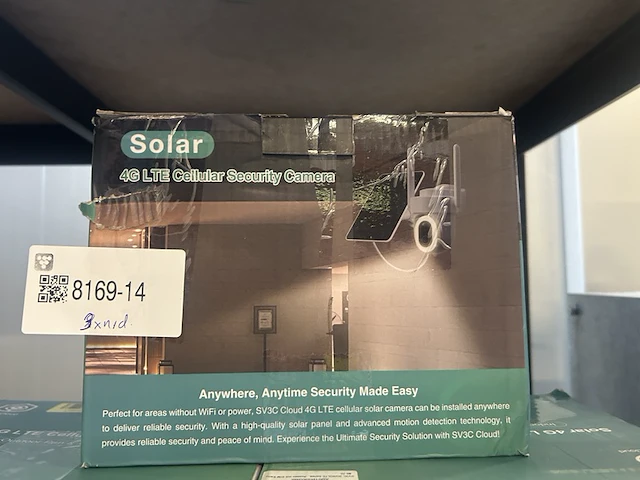 Solar
4G LTE Cellular Security Camera
8169-14
Anywhere, Anytime Security Made Easy
Perfect for areas without WiFi or power, SV3C Cloud 4G LTE cellular solar camera can be installed anywhere
to deliver reliable security. With a high-quality solar panel and advanced motion detection technology, it
provides reliable security and peace of mind. Experience the Ultimate Security Solution with SV3C Cloud!
Solar 4G L